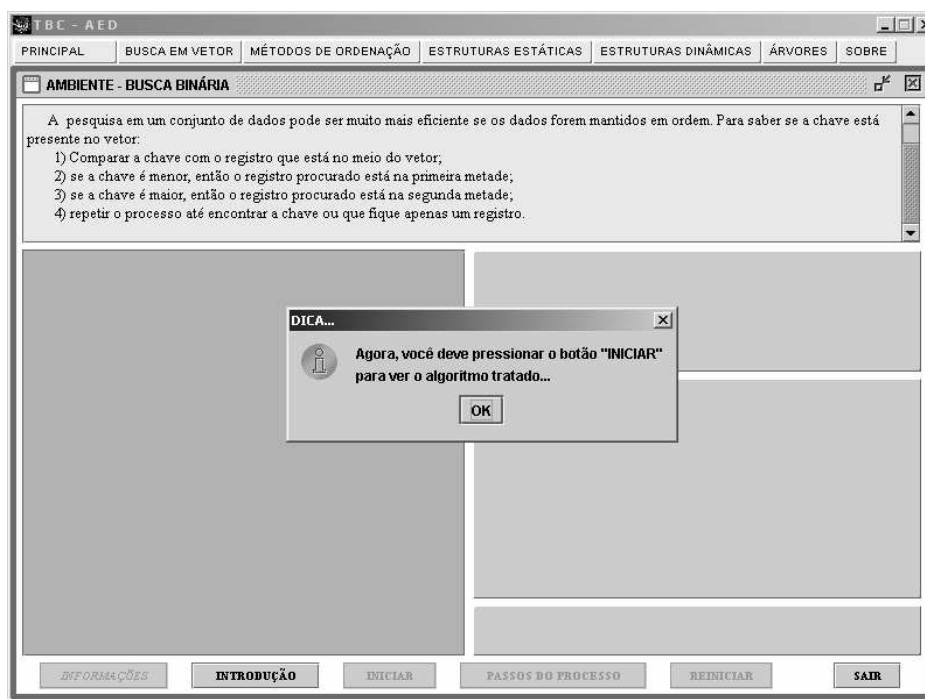 TBC - AED
PRINCIPAL BUSCA EM VETOR MÉTODOS DE ORDENAÇÃO ESTRUTURAS ESTÁTICAS ESTRUTURAS DINÂMICAS ÁRVORES SOBRE
AMBIENTE - BUSCA BINÁRIA
A pesquisa em um conjunto de dados pode ser muito mais eficiente se os dados forem mantidos em ordem. Para saber se a chave está
presente no vetor:
1) Comparar a chave com o registro que está no meio do vetor;
2) se a chave é menor, então o registro procurado está na primeira metade;
3) se a chave é maior, então o registro procurado está na segunda metade;
4) repetir o processo até encontrar a chave ou que fique apenas um registro.
DICA...
Agora, você deve pressionar o botão "INICIAR"
para ver o algoritmo tratado...
OK
INFORMAÇÕES INTRODUÇÃO INICIAR PASSOS DO PROCESSO REINICIAR SAIR